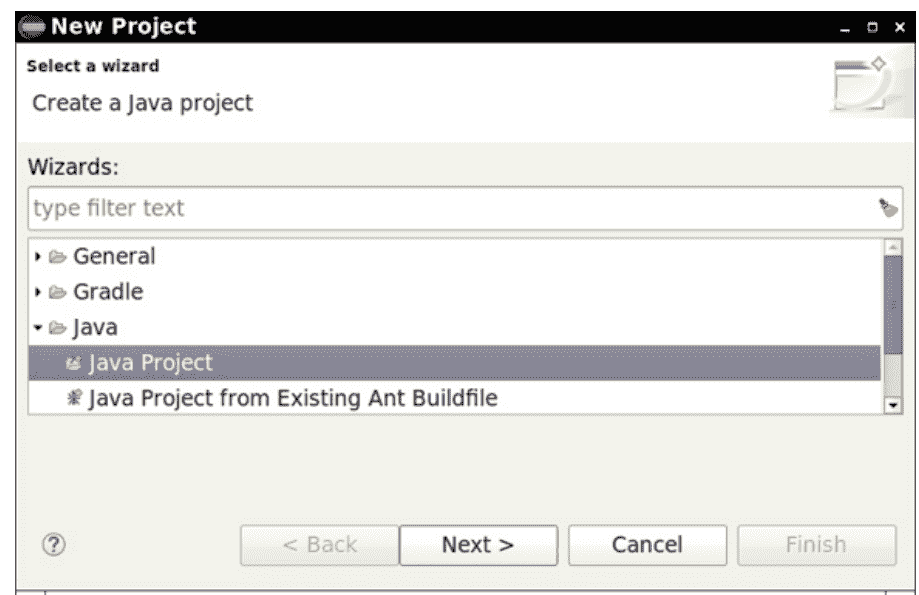 New Project
Select a wizard
Create a Java project
Wizards:
type filter text
General
Gradle
Java
Java Project
Java Project from Existing Ant Buildfile
? < Back Next > Cancel Finish